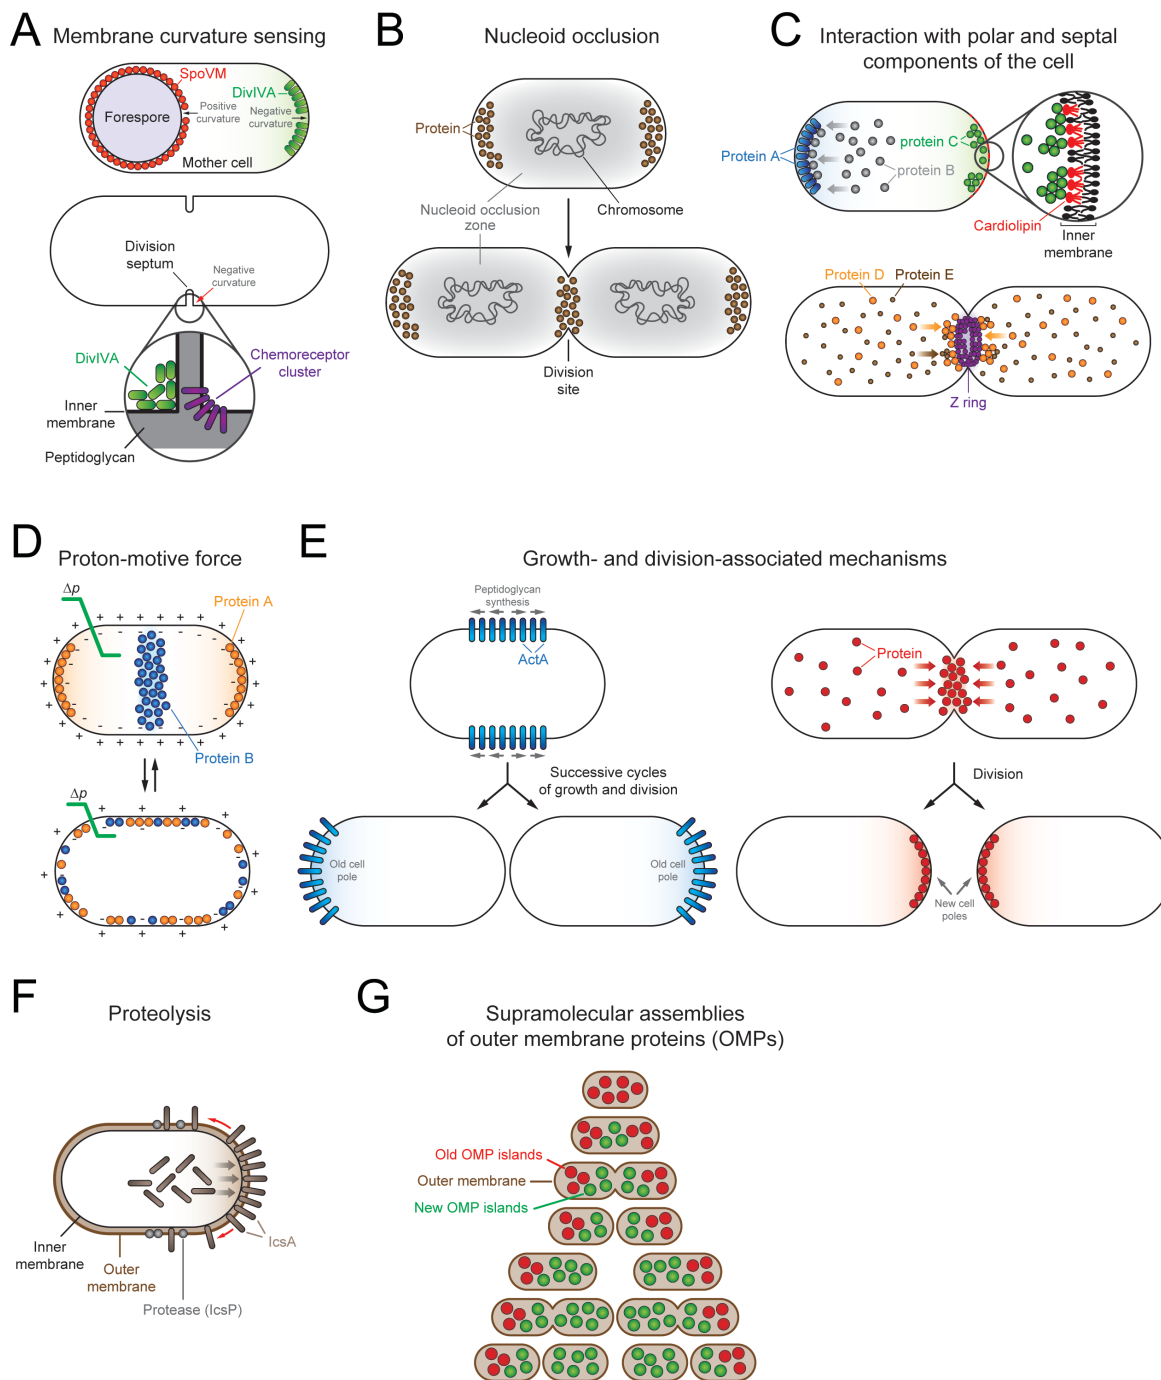 A
Membrane curvature sensing
SpoVM
DivIVA
Forespore
Positive
curvature
Negative
curvature
Mother cell
Division
septum
Negative
curvature
DivIVA
Chemoreceptor
cluster
Inner
membrane
Peptidoglycan
B
Nucleoid occlusion
Protein
Nucleoid occlusion
zone
Chromosome
Division
site
C
Interaction with polar and septal
components of the cell
Protein A
protein C
protein B
Cardiolipin
Inner
membrane
Protein D
Protein E
Z ring
D
Proton-motive force
Δp
Protein A
Protein B
Δp
E
Growth- and division-associated mechanisms
Peptidoglycan
synthesis
ActA
Successive cycles
of growth and division
Old cell
pole
Old cell
pole
Protein
Division
New cell
poles
F
Proteolysis
IcsA
Inner
membrane
Outer
membrane
Protease (IcsP)
G
Supramolecular assemblies
of outer membrane proteins (OMPs)
Old OMP islands
Outer membrane
New OMP islands